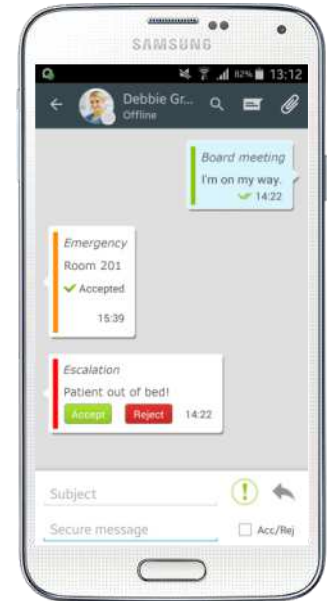 SAMSUNG
82% 13:12
Debbie Gr...
Offline
Board meeting
I'm on my way.
14:22
Emergency
Room 201
Accepted
15:39
Escalation
Patient out of bed!
Accept Reject 14:22
Subject
Secure message Acc/Rej